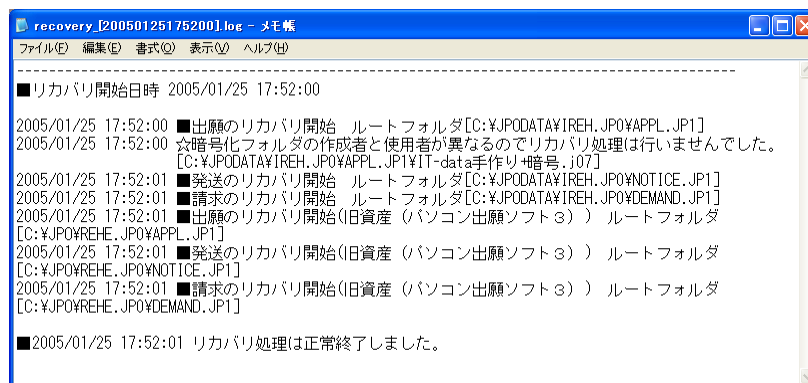 recovery_[20050125175200].log - メモ帳
ファイル(F) 編集(E) 書式(O) 表示(V) ヘルプ(H)
--------------------------------------------------------------------------------
■リカバリ開始日時 2005/01/25 17:52:00
2005/01/25 17:52:00 ■出願のリカバリ開始 ルートフォルダ[C:¥JPODATA¥IREH.JPO¥APPL.JP1]
2005/01/25 17:52:00 ☆暗号化フォルダの作成者と使用者が異なるのでリカバリ処理は行いませんでした。
[C:¥JPODATA¥IREH.JPO¥APPL.JP1¥IT-data手作り+暗号.j07]
2005/01/25 17:52:01 ■発送のリカバリ開始 ルートフォルダ[C:¥JPODATA¥IREH.JPO¥NOTICE.JP1]
2005/01/25 17:52:01 ■請求のリカバリ開始 ルートフォルダ[C:¥JPODATA¥IREH.JPO¥DEMAND.JP1]
2005/01/25 17:52:01 ■出願のリカバリ開始(旧資産（パソコン出願ソフト３）) ルートフォルダ
[C:¥JPO¥REHE.JPO¥APPL.JP1]
2005/01/25 17:52:01 ■発送のリカバリ開始(旧資産（パソコン出願ソフト３）) ルートフォルダ
[C:¥JPO¥REHE.JPO¥NOTICE.JP1]
2005/01/25 17:52:01 ■請求のリカバリ開始(旧資産（パソコン出願ソフト３）) ルートフォルダ
[C:¥JPO¥REHE.JPO¥DEMAND.JP1]
■2005/01/25 17:52:01 リカバリ処理は正常終了しました。